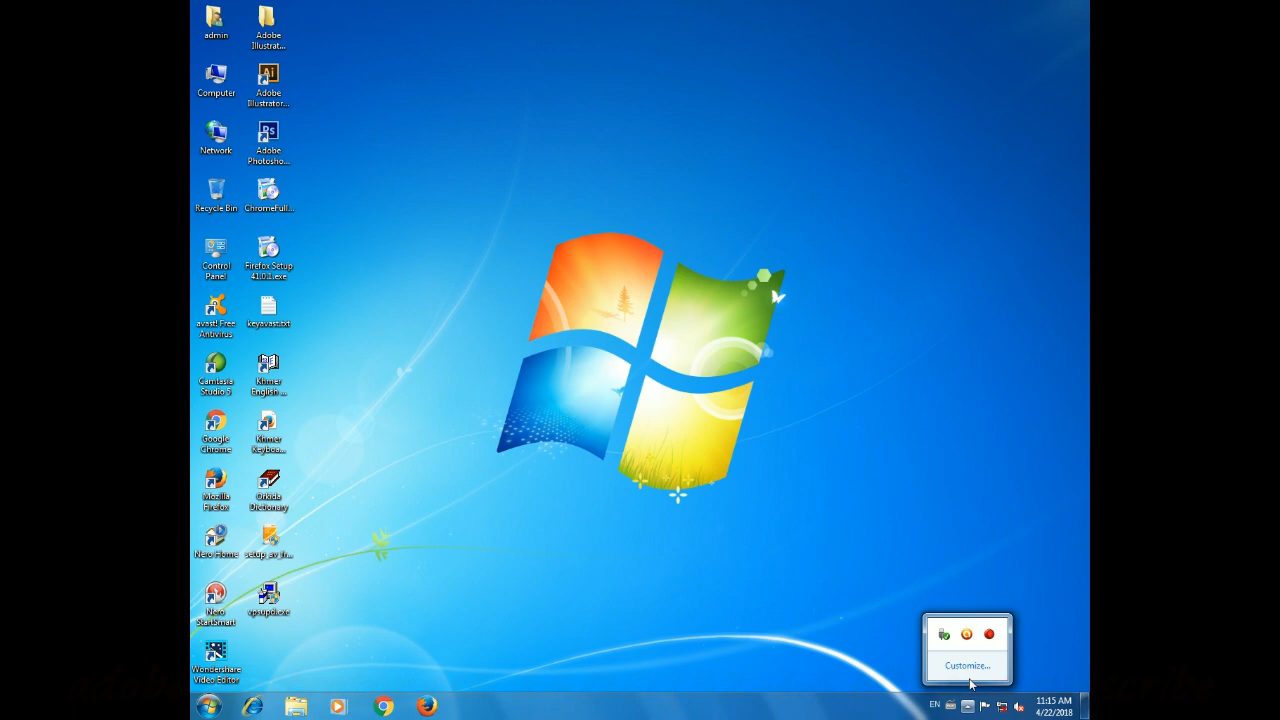 admin
Adobe
Illustrat...
Computer
Adobe
Illustrator...
Network
Adobe
Photosho...
Recycle Bin
ChromeFull...
Control
Panel
Firefox Setup
41.0.1.exe
avast! Free
Antivirus
keyavast.txt
Camtasia
Studio 5
Khmer
English ...
Google
Chrome
Khmer
Keyboa...
Mozilla
Firefox
Orkida
Dictionary
Nero Home
setup_av_fr...
Nero
StartSmart
vpsupd.exe
Wondershare
Video Editor
Customize...
EN
11:15 AM
4/22/2018